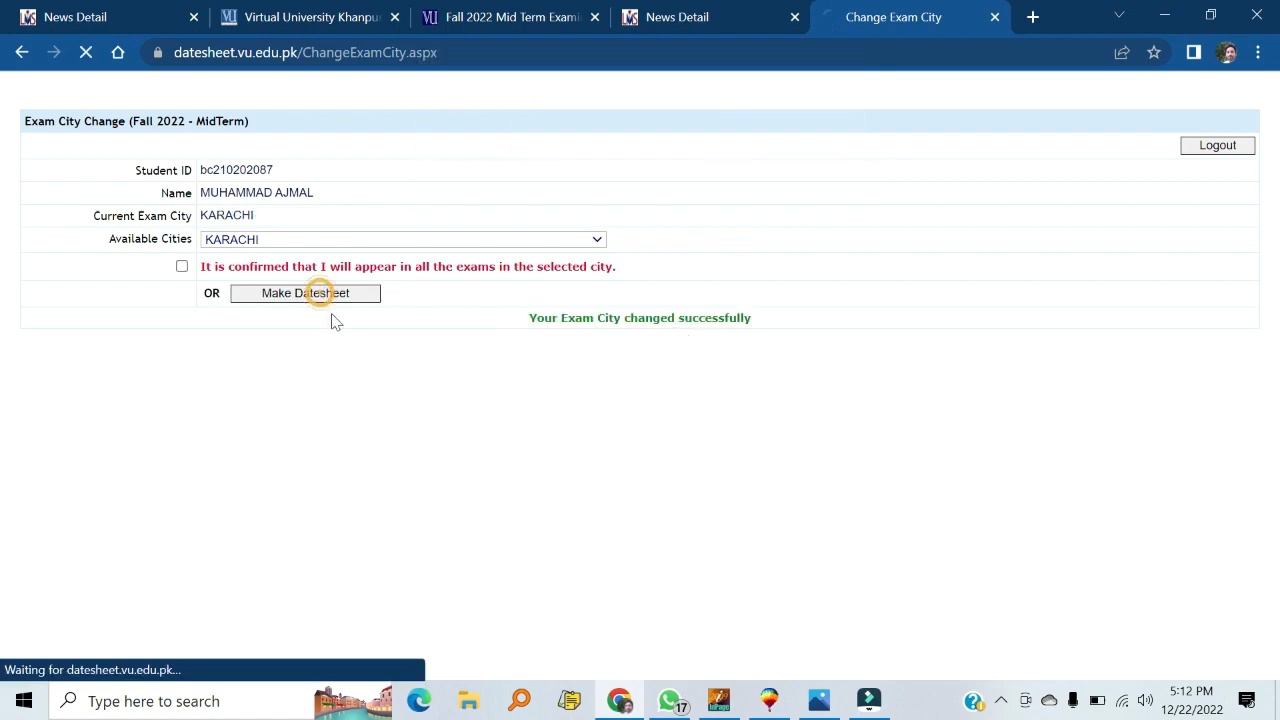 News Detail
Virtual University Khanpu
Fall 2022 Mid Term Exami
News Detail
Change Exam City
datesheet.vu.edu.pk/ChangeExamCity.aspx
Exam City Change (Fall 2022 - MidTerm)
Logout
Student ID bc210202087
Name MUHAMMAD AJMAL
Current Exam City KARACHI
Available Cities KARACHI
It is confirmed that I will appear in all the exams in the selected city.
OR Make Datesheet
Your Exam City changed successfully
Waiting for datesheet.vu.edu.pk...
Type here to search
17
5:12 PM
12/22/2022